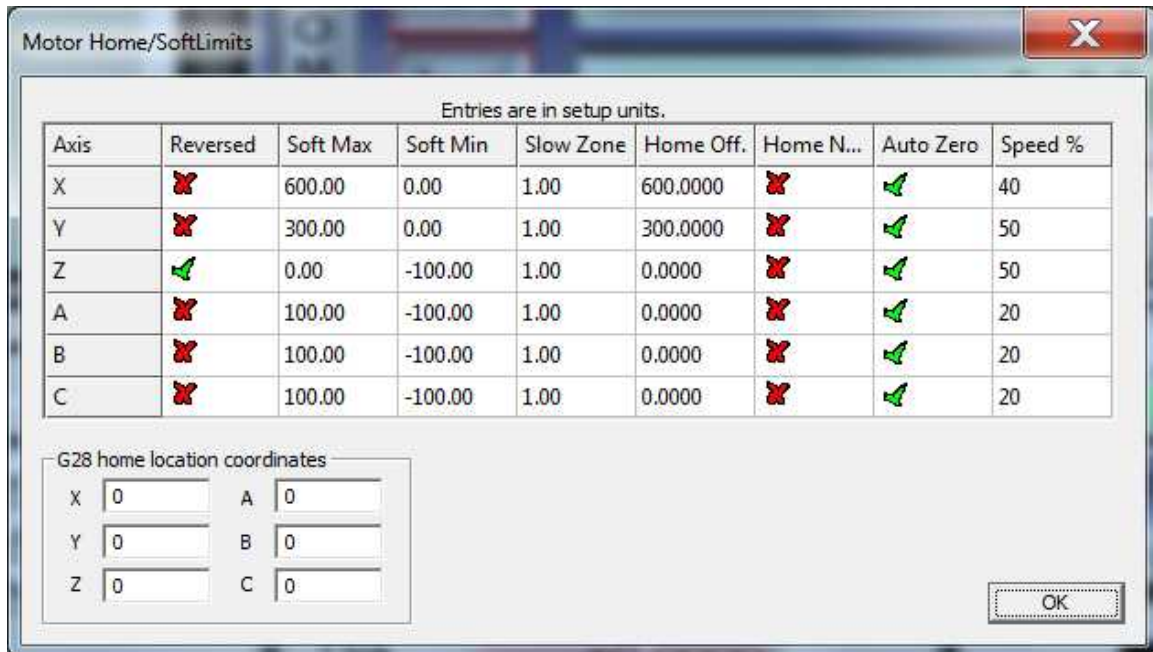 Motor Home/SoftLimits
Entries are in setup units.
Axis Reversed Soft Max Soft Min Slow Zone Home Off. Home N... Auto Zero Speed %
X 600.00 0.00 1.00 600.0000 40
Y 300.00 0.00 1.00 300.0000 50
Z 0.00 -100.00 1.00 0.0000 50
A 100.00 -100.00 1.00 0.0000 20
B 100.00 -100.00 1.00 0.0000 20
C 100.00 -100.00 1.00 0.0000 20
G28 home location coordinates
X 0 A 0
Y 0 B 0
Z 0 C 0
OK